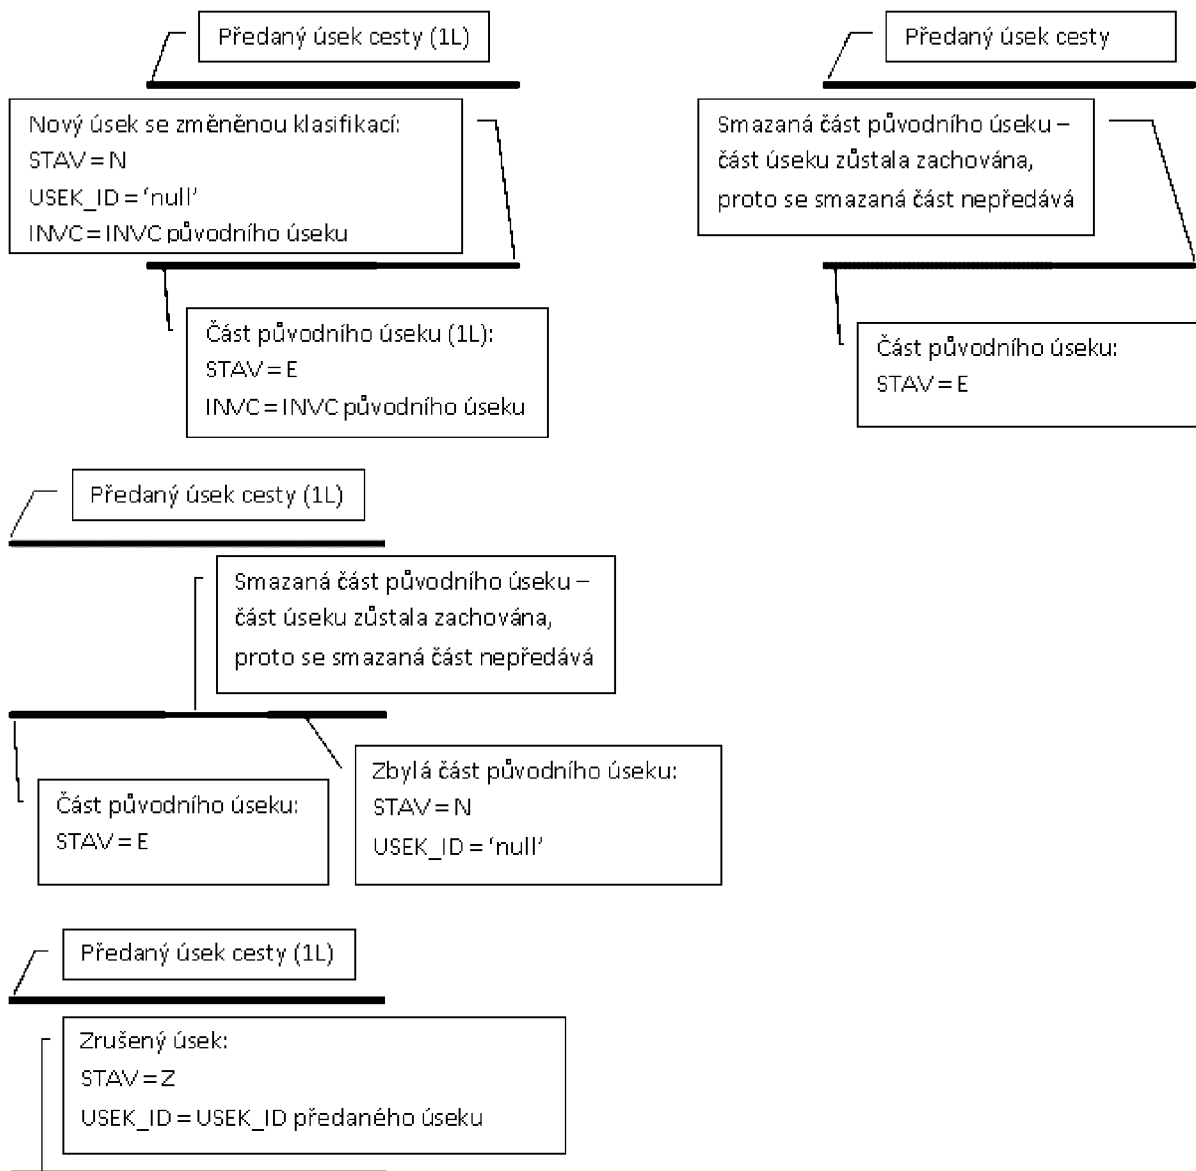 Předaný úsek cesty (1L)
Nový úsek se změněnou klasifikací:
STAV = N
USEK_ID = ‘null’
INVC = INVC původního úseku
Část původního úseku (1L):
STAV = E
INVC = INVC původního úseku
Předaný úsek cesty
Smazaná část původního úseku –
část úseku zůstala zachována,
proto se smazaná část nepředává
Část původního úseku:
STAV = E
Předaný úsek cesty (1L)
Smazaná část původního úseku –
část úseku zůstala zachována,
proto se smazaná část nepředává
Část původního úseku:
STAV = E
Zbylá část původního úseku:
STAV = N
USEK_ID = ‘null’
Předaný úsek cesty (1L)
Zrušený úsek:
STAV = Z
USEK_ID = USEK_ID předaného úseku